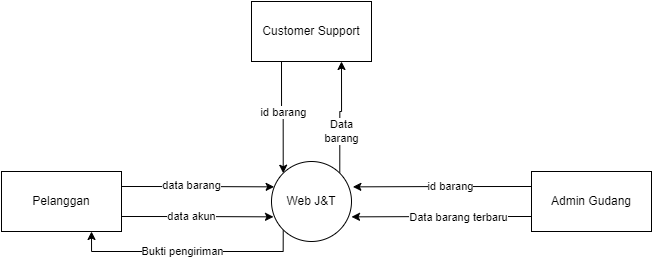 Customer Support
id barang
Data
barang
Pelanggan
data barang
data akun
Web J&T
id barang
Data barang terbaru
Admin Gudang
Bukti pengiriman